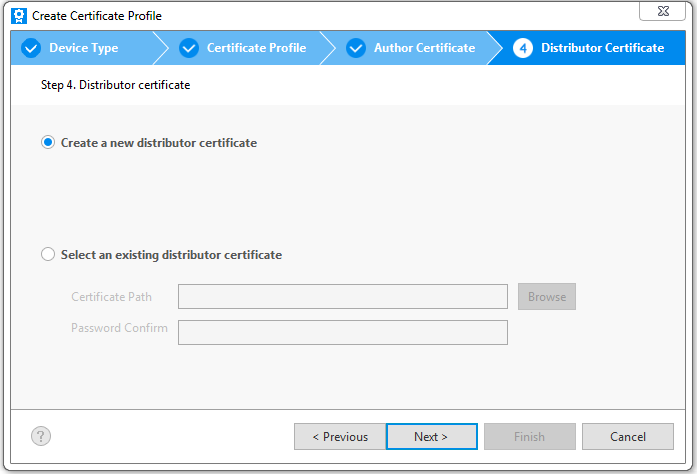 Create Certificate Profile
Device Type Certificate Profile Author Certificate 4 Distributor Certificate
Step 4. Distributor certificate
Create a new distributor certificate
Select an existing distributor certificate
Certificate Path Browse
Password Confirm
? < Previous Next > Finish Cancel